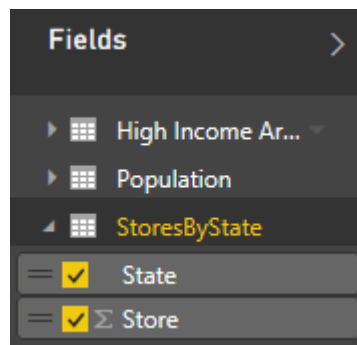 Fields
High Income Ar...
Population
StoresByState
State
Σ Store